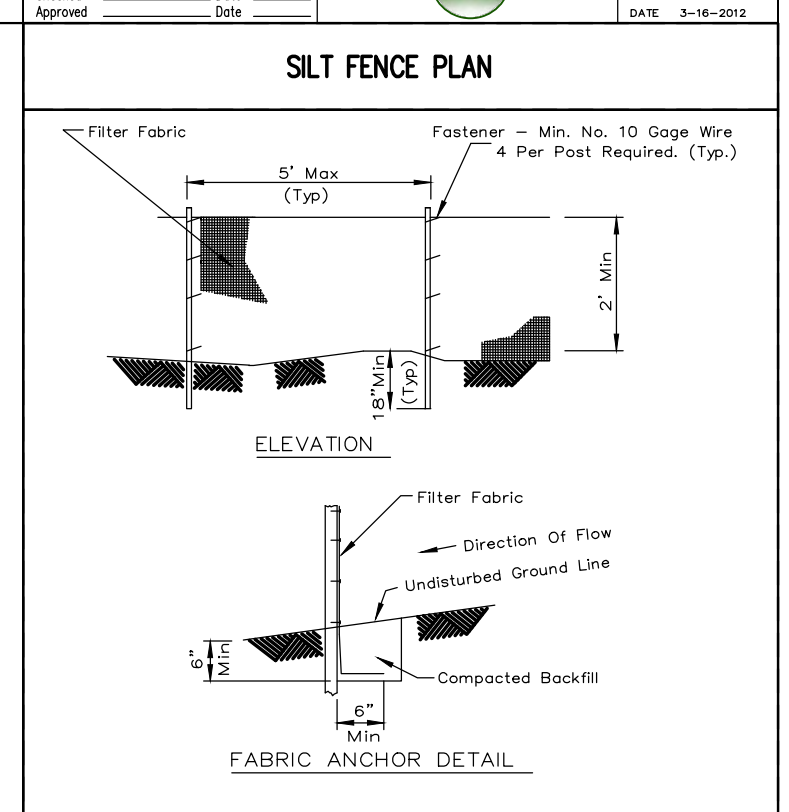 Approved Date
DATE 3-16-2012
SILT FENCE PLAN
Filter Fabric
Fastener - Min. No. 10 Gage Wire
4 Per Post Required. (Typ.)
5' Max
(Typ)
2' Min
18"Min
(Typ)
ELEVATION
Filter Fabric
Direction Of Flow
Undisturbed Ground Line
6"
Min
Compacted Backfill
6"
Min
FABRIC ANCHOR DETAIL